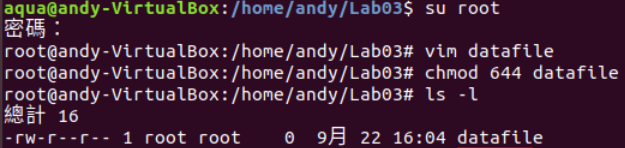 aqua@andy-VirtualBox:/home/andy/Lab03$ su root
密碼：
root@andy-VirtualBox:/home/andy/Lab03# vim datafile
root@andy-VirtualBox:/home/andy/Lab03# chmod 644 datafile
root@andy-VirtualBox:/home/andy/Lab03# ls -l
總計 16
-rw-r--r-- 1 root root    0  9月 22 16:04 datafile